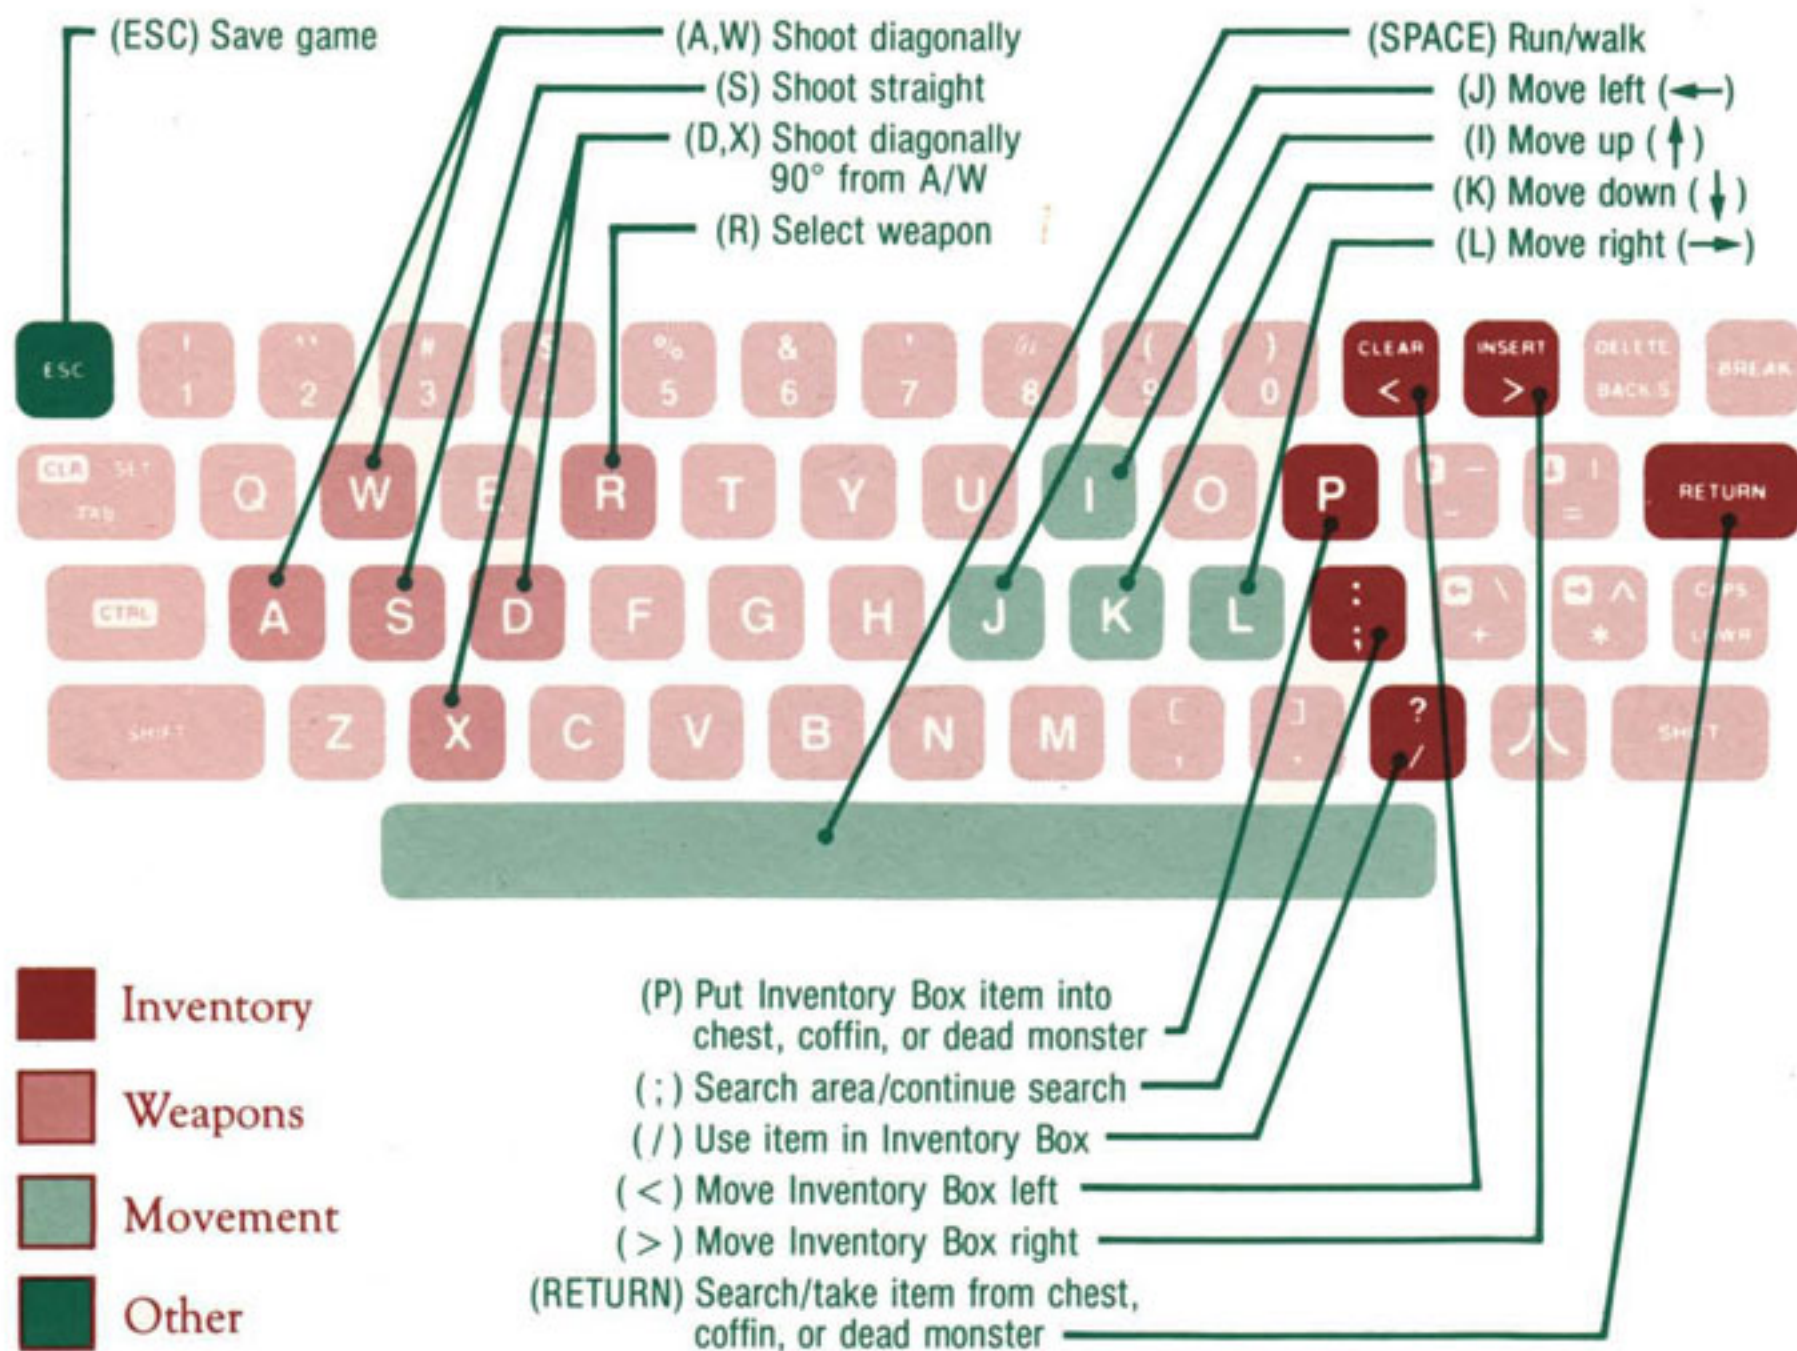 (ESC) Save game
(A,W) Shoot diagonally
(S) Shoot straight
(D,X) Shoot diagonally
90° from A/W
(R) Select weapon
(SPACE) Run/walk
(J) Move left (←)
(I) Move up (↑)
(K) Move down (↓)
(L) Move right (→)
ESC ! 1 " 2 # 3 $ 4 % 5 & 6 ' 7 @ 8 ( 9 ) 0 CLEAR < INSERT > DELETE BACK S BREAK
CLR SET TAB Q W E R T Y U I O P ↑ — - ↓ | = RETURN
CTRL A S D F G H J K L : ; ← \ + → ^ * CAPS LOWR
SHIFT Z X C V B N M [ , ] . ? / SHIFT
Inventory
Weapons
Movement
Other
(P) Put Inventory Box item into
chest, coffin, or dead monster
(;) Search area/continue search
(/) Use item in Inventory Box
(<) Move Inventory Box left
(>) Move Inventory Box right
(RETURN) Search/take item from chest,
coffin, or dead monster